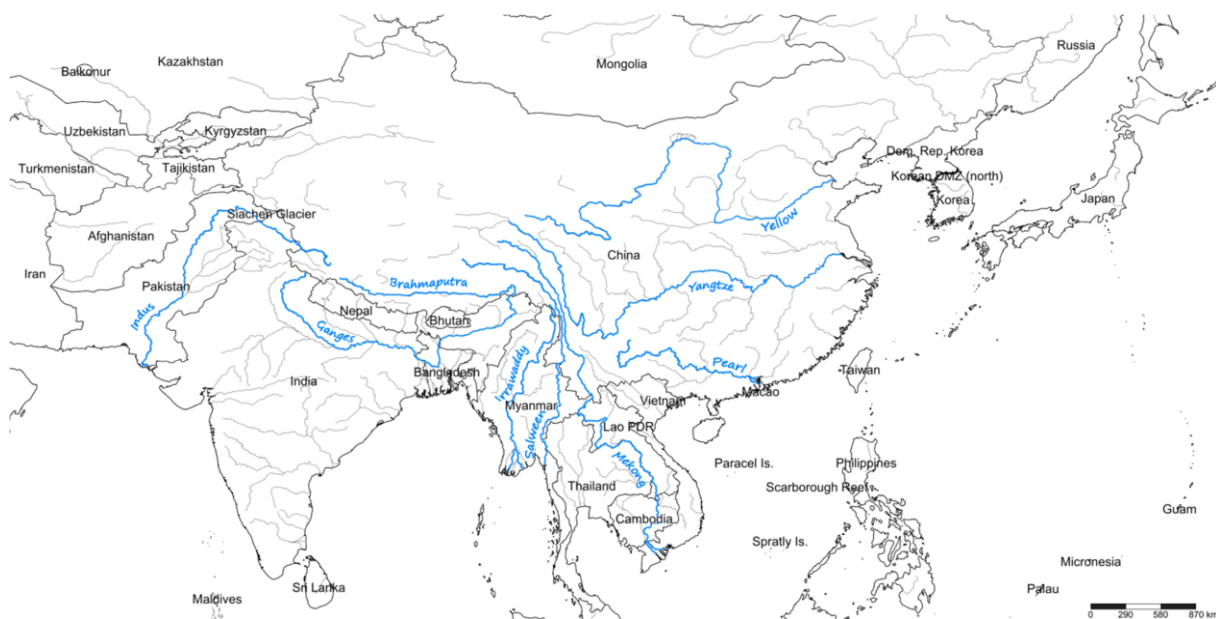 Russia
Kazakhstan
Mongolia
Baikonur
Uzbekistan
Kyrgyzstan
Dem. Rep. Korea
Turkmenistan
Tajikistan
Korean DMZ (north)
Korea
Japan
Siachen Glacier
Yellow
Afghanistan
China
Iran
Pakistan
Brahmaputra
Yangtze
Indus
Nepal
Bhutan
Ganges
Pearl
Bangladesh
Irrawaddy
Taiwan
India
Macao
Vietnam
Myanmar
Salween
Lao PDR
Mekong
Paracel Is.
Philippines
Thailand
Scarborough Reef
Guam
Cambodia
Spratly Is.
Micronesia
Sri Lanka
Palau
Maldives
0 290 580 870 km